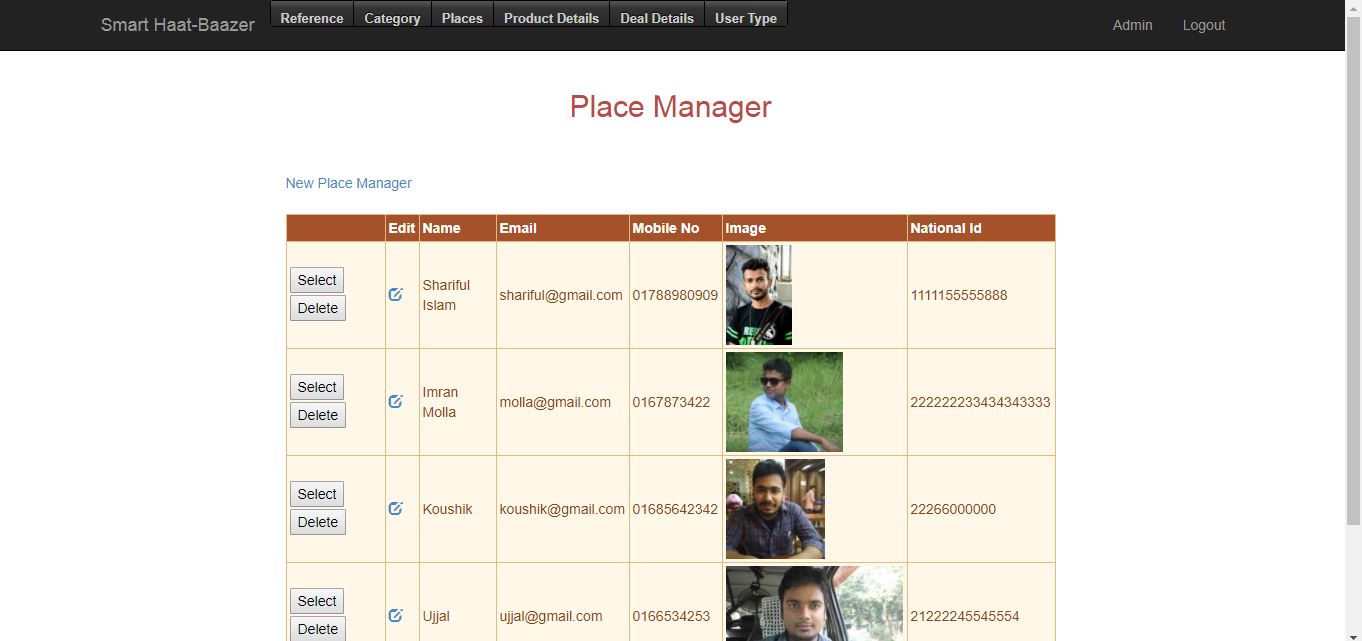 Smart Haat-Baazer Reference Category Places Product Details Deal Details User Type Admin Logout
Place Manager
New Place Manager
Edit Name Email Mobile No Image National Id
Select
Delete
Shariful
Islam
shariful@gmail.com 01788980909 1111155555888
Select
Delete
Imran
Molla
molla@gmail.com 0167873422 222222233434343333
Select
Delete
Koushik koushik@gmail.com 01685642342 22266000000
Select
Delete
Ujjal ujjal@gmail.com 0166534253 21222245545554